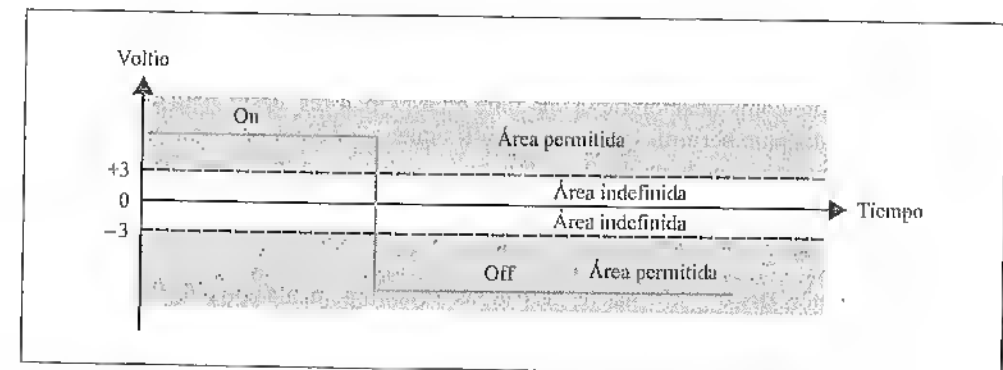 Voltio
On
Área permitida
+3
Área indefinida
0
Tiempo
Área indefinida
−3
Off
Área permitida